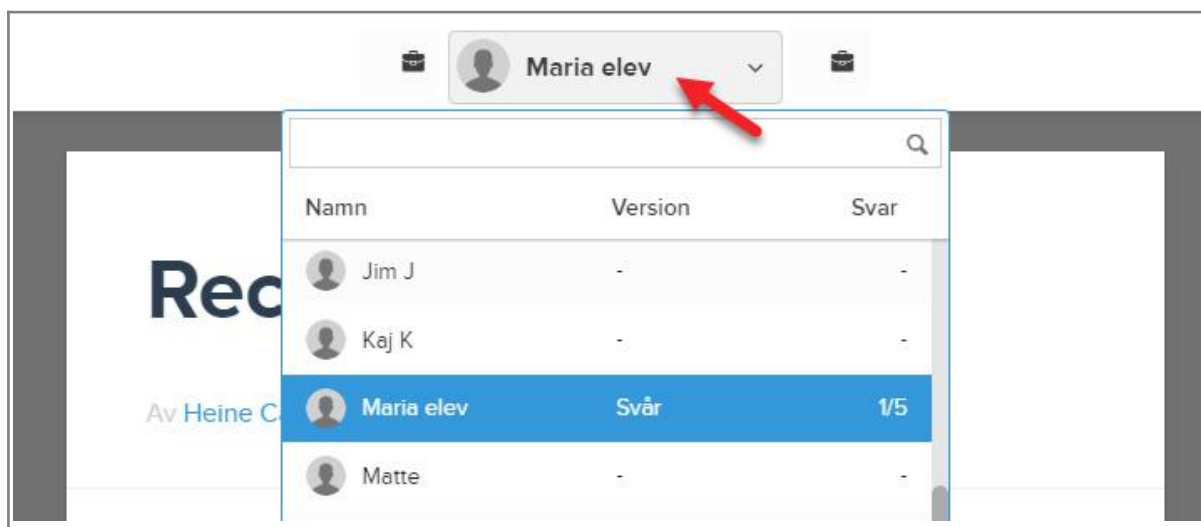 Maria elev
Namn Version Svar
Jim J - -
Rec
Kaj K - -
Av Heine C
Maria elev Svår 1/5
Matte - -